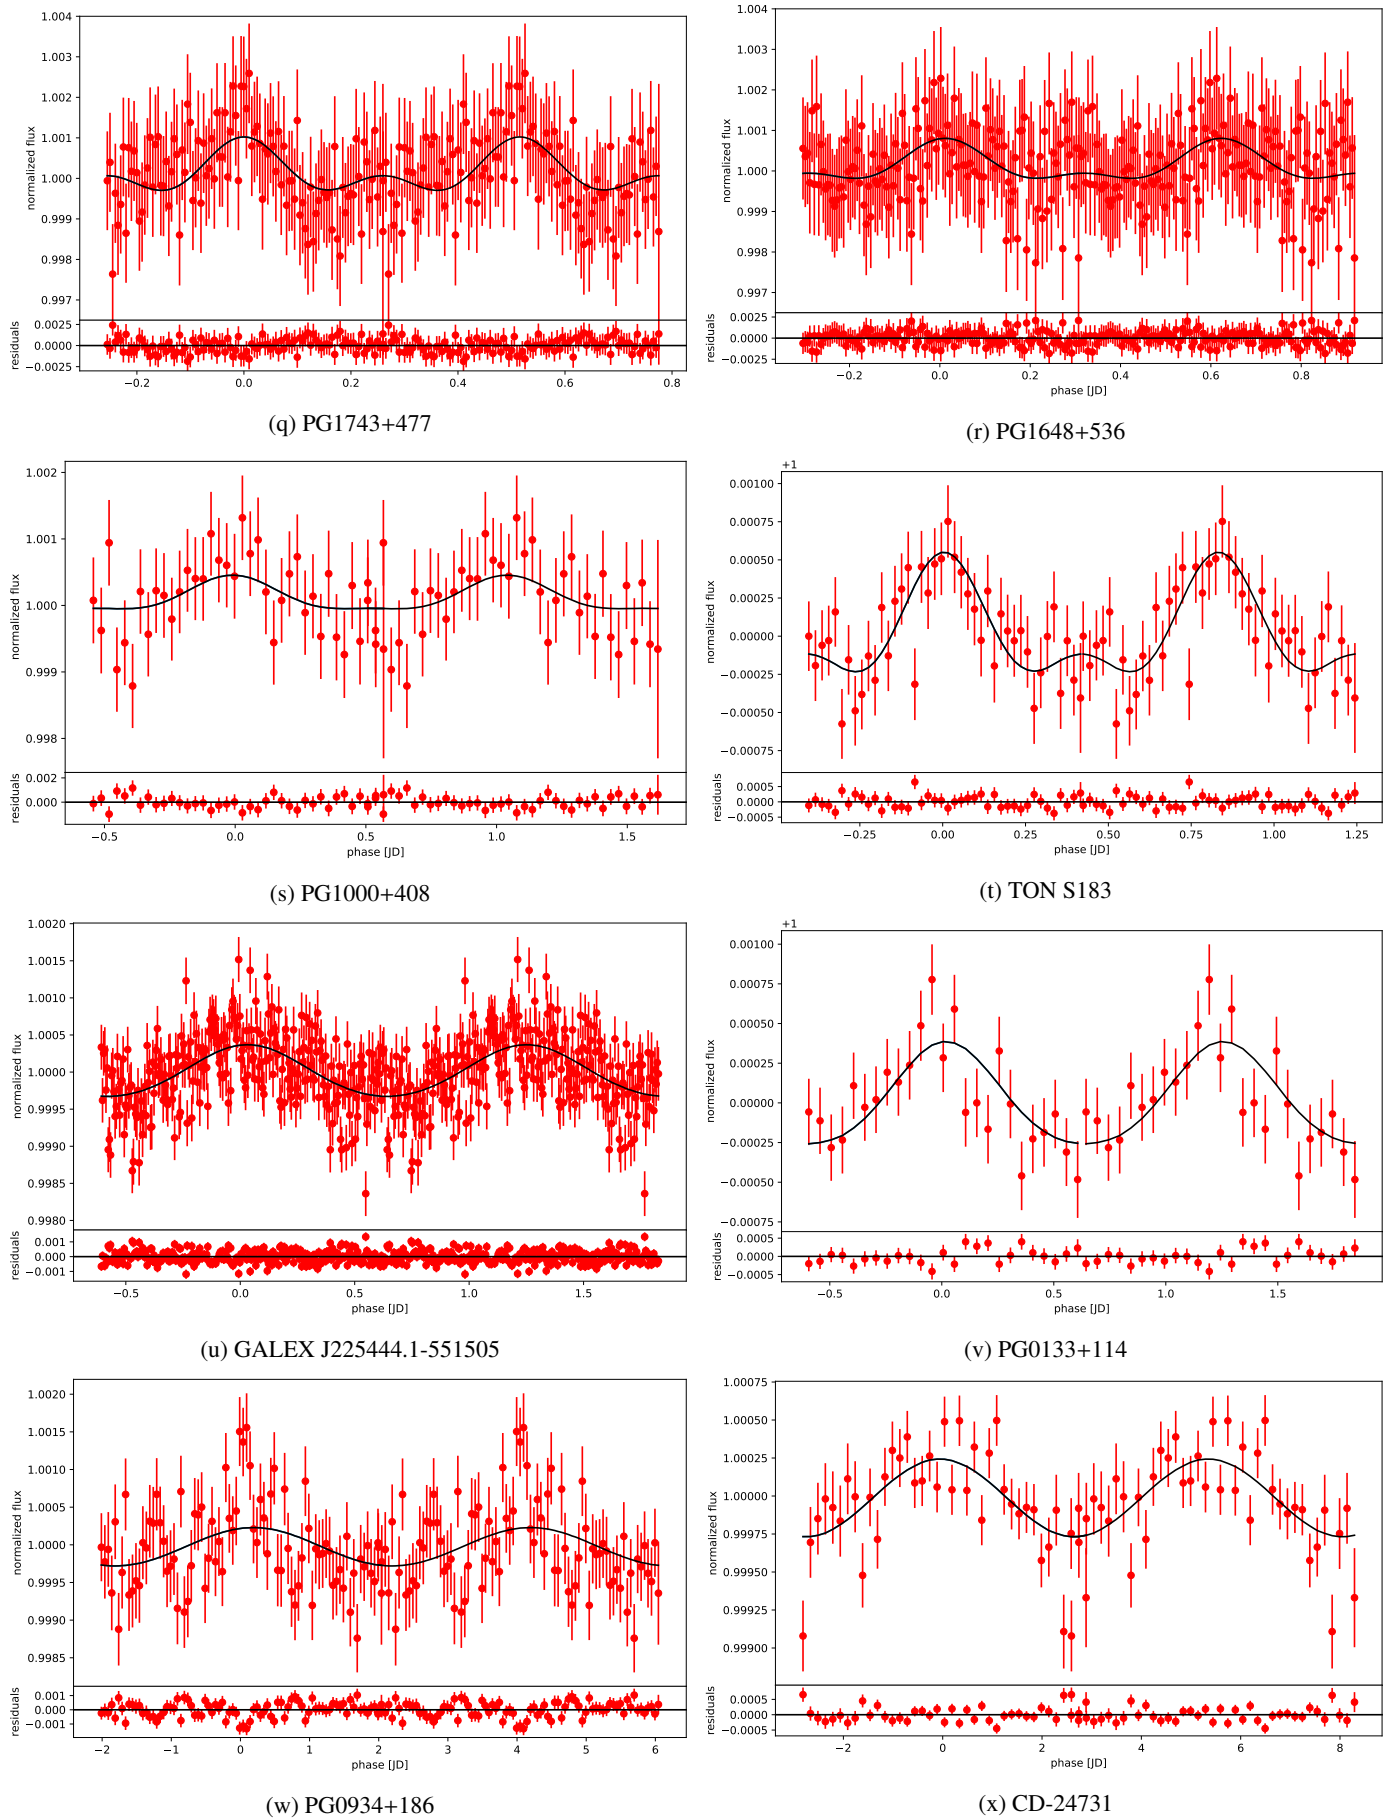 1.004
1.003
1.002
1.001
1.000
0.999
0.998
0.997
normalized flux
0.0025
0.0000
−0.0025
residuals
−0.2 0.0 0.2 0.4 0.6 0.8
phase [JD]
(q) PG1743+477
1.004
1.003
1.002
1.001
1.000
0.999
0.998
0.997
normalized flux
0.0025
0.0000
−0.0025
residuals
−0.2 0.0 0.2 0.4 0.6 0.8
phase [JD]
(r) PG1648+536
1.002
1.001
1.000
0.999
0.998
normalized flux
0.002
0.000
residuals
−0.5 0.0 0.5 1.0 1.5
phase [JD]
(s) PG1000+408
+1
0.00100
0.00075
0.00050
0.00025
0.00000
−0.00025
−0.00050
−0.00075
normalized flux
0.0005
0.0000
−0.0005
residuals
−0.25 0.00 0.25 0.50 0.75 1.00 1.25
phase [JD]
(t) TON S183
1.0020
1.0015
1.0010
1.0005
1.0000
0.9995
0.9990
0.9985
0.9980
normalized flux
0.001
0.000
−0.001
residuals
−0.5 0.0 0.5 1.0 1.5
phase [JD]
(u) GALEX J225444.1-551505
+1
0.00100
0.00075
0.00050
0.00025
0.00000
−0.00025
−0.00050
−0.00075
normalized flux
0.0005
0.0000
−0.0005
residuals
−0.5 0.0 0.5 1.0 1.5
phase [JD]
(v) PG0133+114
1.0020
1.0015
1.0010
1.0005
1.0000
0.9995
0.9990
0.9985
normalized flux
0.001
0.000
−0.001
residuals
−2 −1 0 1 2 3 4 5 6
phase [JD]
(w) PG0934+186
1.00075
1.00050
1.00025
1.00000
0.99975
0.99950
0.99925
0.99900
normalized flux
0.0005
0.0000
−0.0005
residuals
−2 0 2 4 6 8
phase [JD]
(x) CD-24731